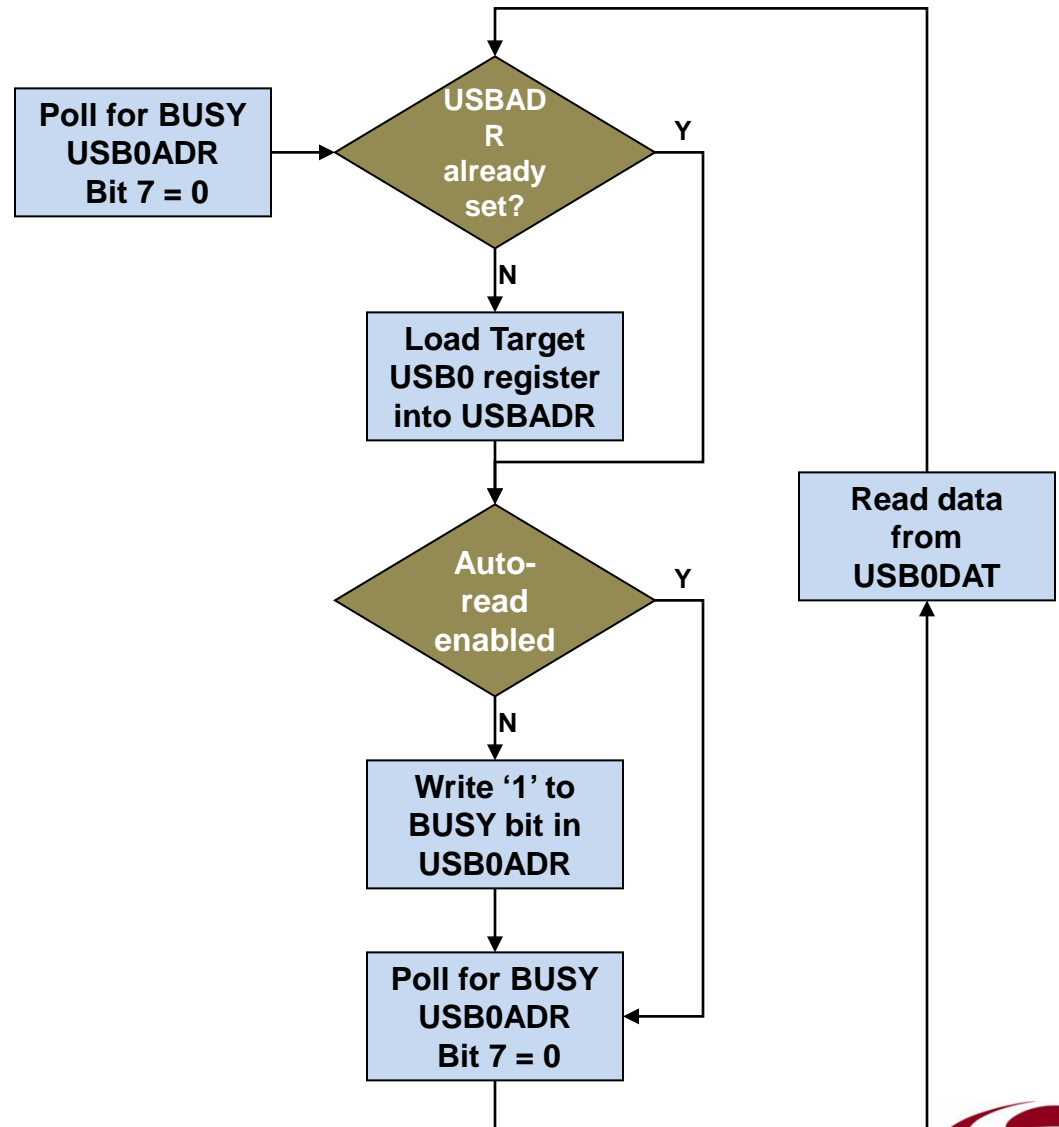 Poll for BUSY
USB0ADR
Bit 7 = 0
USBAD
R
already
set?
Y
N
Load Target
USB0 register
into USBADR
Auto-
read
enabled
Y
N
Write ‘1’ to
BUSY bit in
USB0ADR
Poll for BUSY
USB0ADR
Bit 7 = 0
Read data
from
USB0DAT